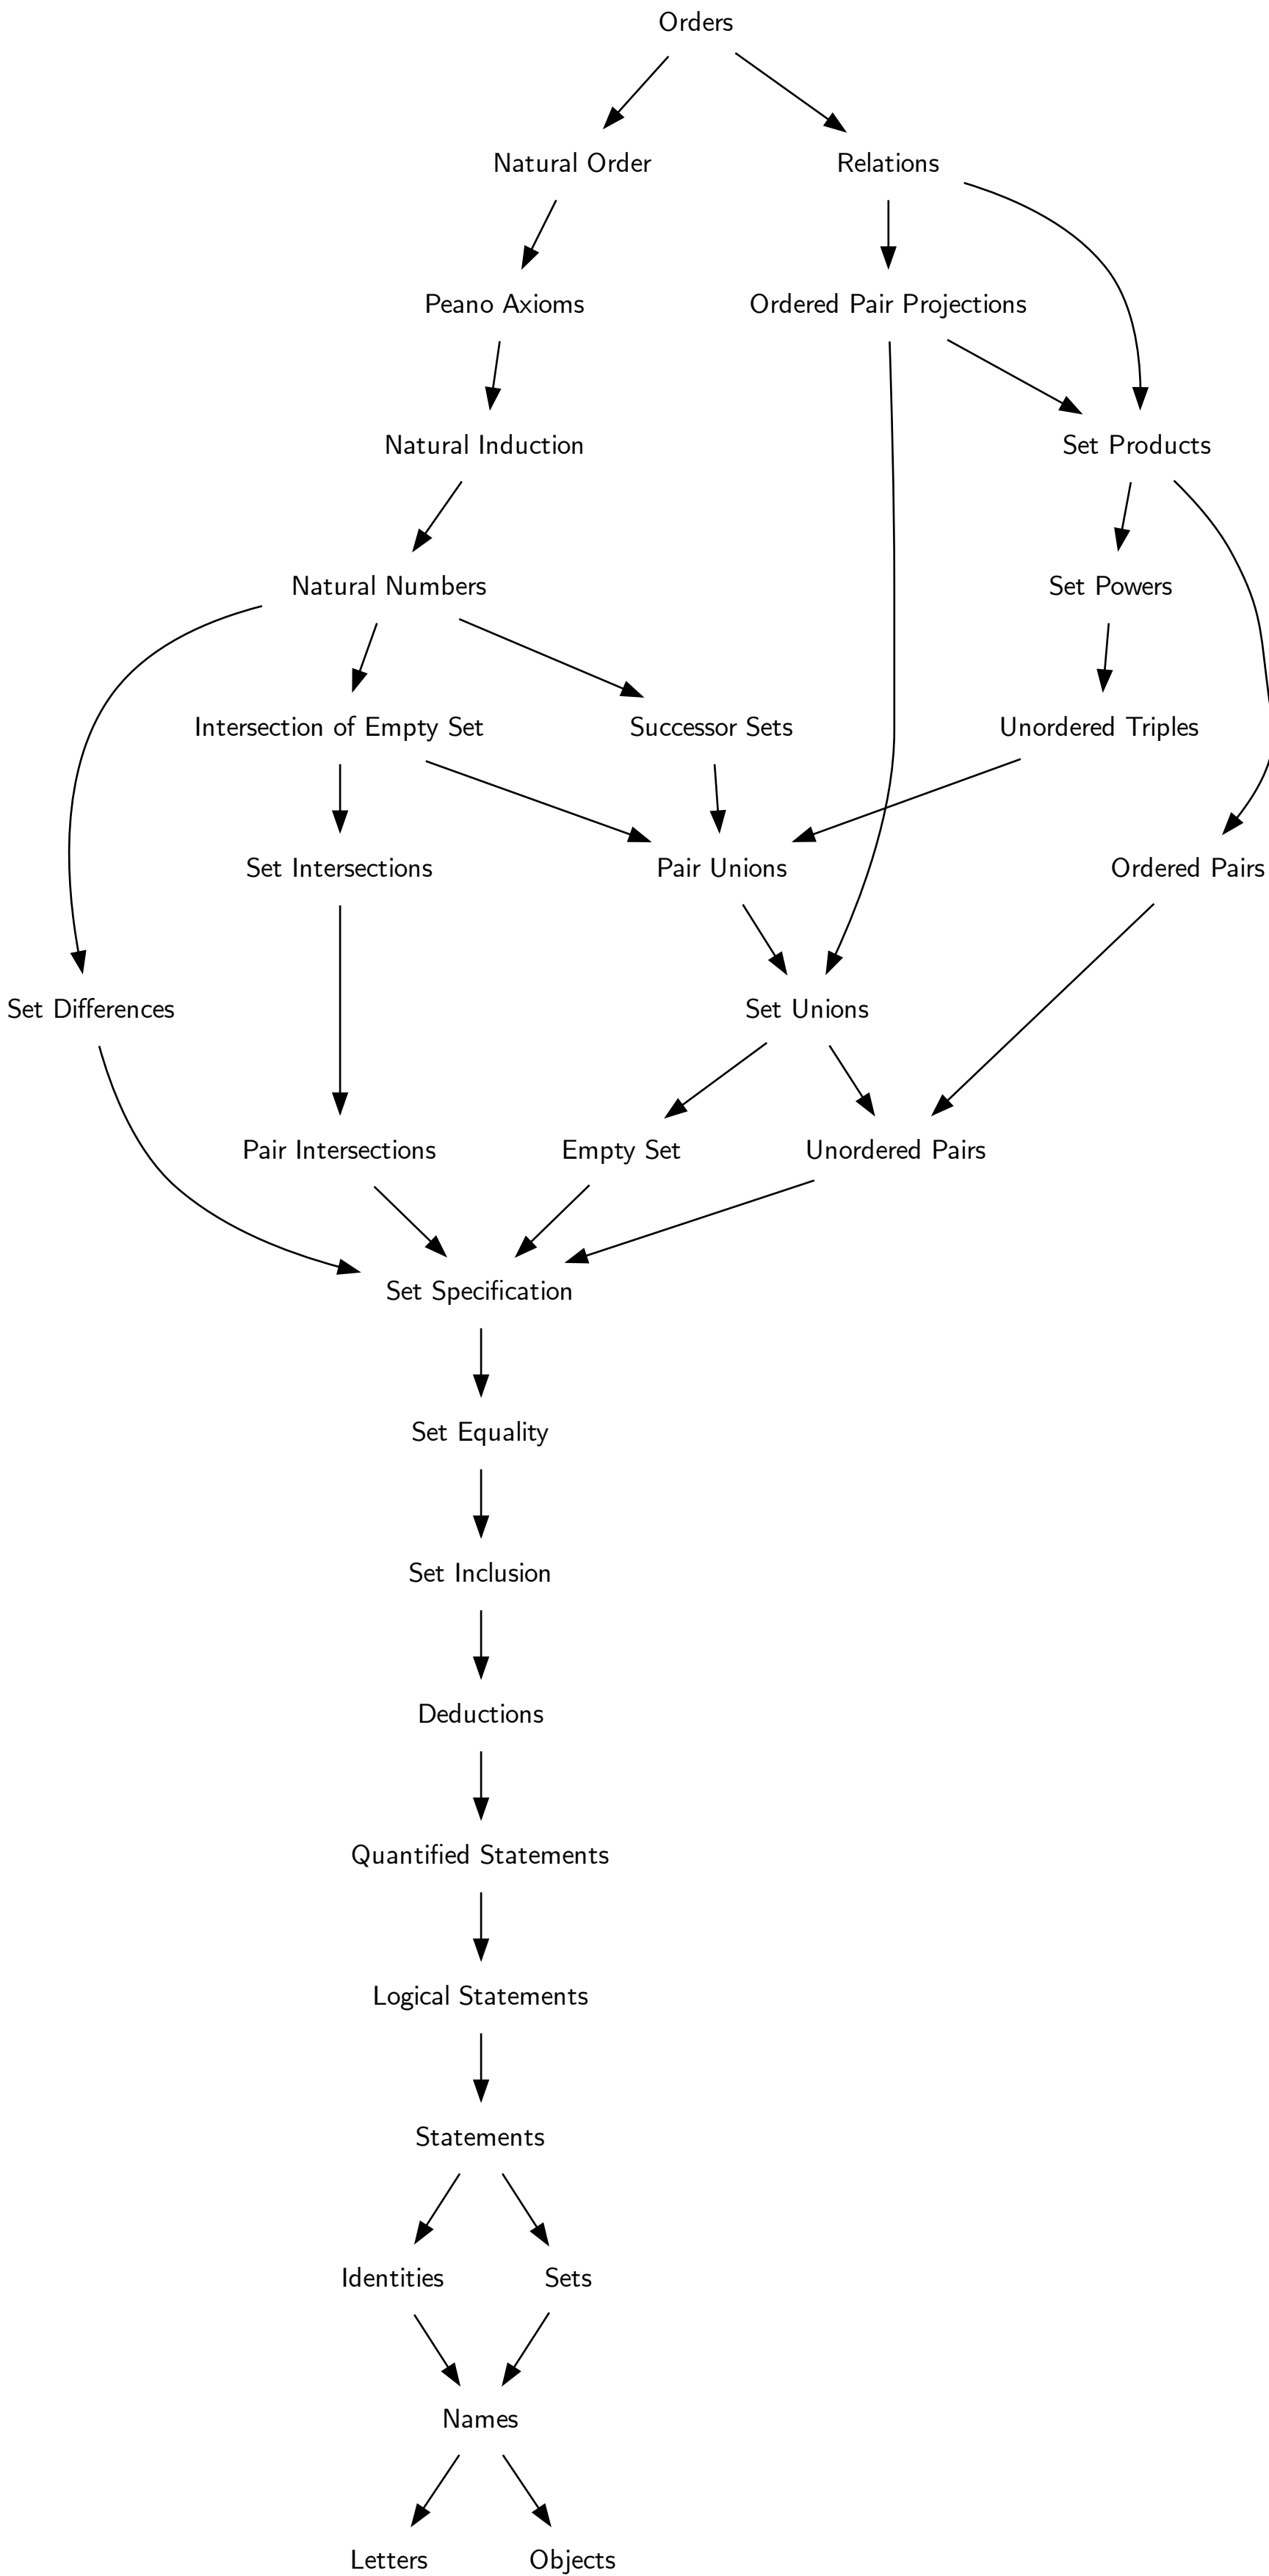 Orders
Natural Order
Relations
Peano Axioms
Ordered Pair Projections
Natural Induction
Set Products
Natural Numbers
Set Powers
Intersection of Empty Set
Successor Sets
Unordered Triples
Set Intersections
Pair Unions
Ordered Pairs
Set Differences
Set Unions
Pair Intersections
Empty Set
Unordered Pairs
Set Specification
Set Equality
Set Inclusion
Deductions
Quantified Statements
Logical Statements
Statements
Identities
Sets
Names
Letters
Objects